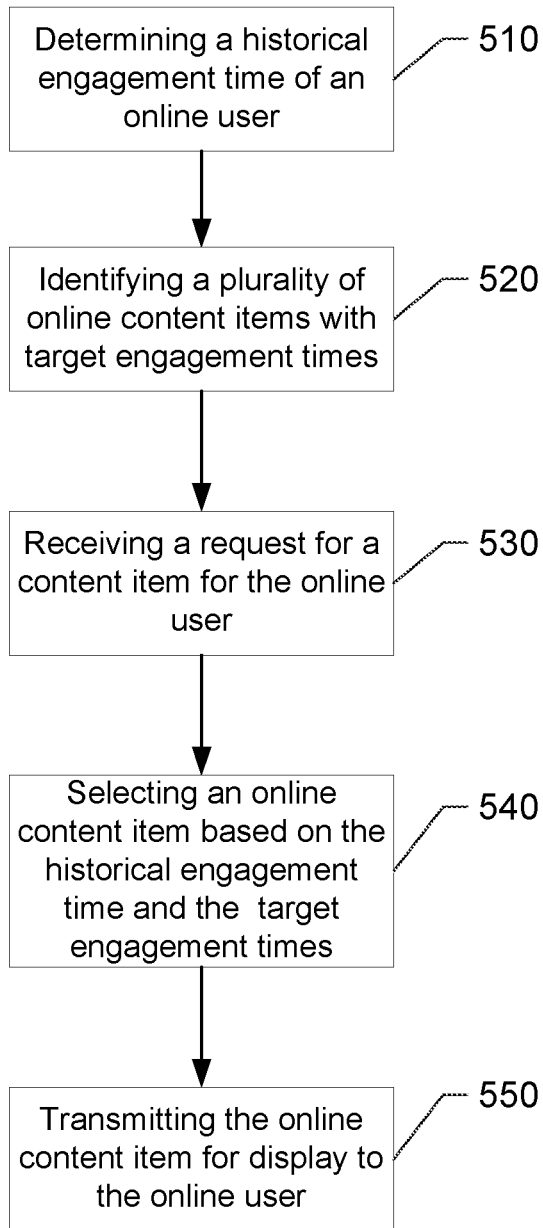 Determining a historical
engagement time of an
online user
510
Identifying a plurality of
online content items with
target engagement times
520
Receiving a request for a
content item for the online
user
530
Selecting an online
content item based on the
historical engagement
time and the target
engagement times
540
Transmitting the online
content item for display to
the online user
550